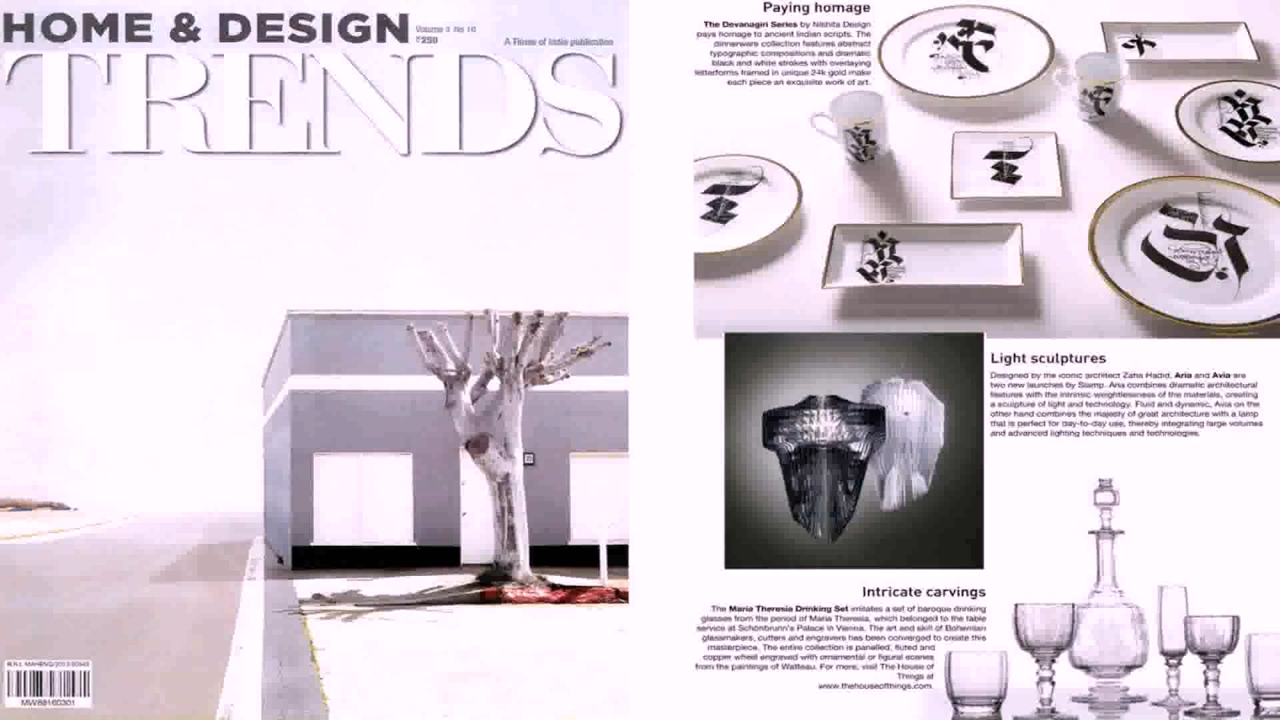 HOME & DESIGN
Volume 3 No 10
₹250
A Times of India publication
TRENDS
MW89160301
Paying homage
The Devanagiri Series by Nishita Design
pays homage to ancient Indian scripts. The
dinnerware collection features abstract
typographic compositions and dramatic
black and white strokes with overlaying
letterforms framed in unique 24k gold make
each piece an exquisite work of art.
Light sculptures
Designed by the iconic architect Zaha Hadid, Aria and Avia are
two new launches by Slamp. Aria combines dramatic architectural
features with the intrinsic weightlessness of the materials, creating
a sculpture of light and technology. Fluid and dynamic, Avia on the
other hand combines the majesty of great architecture with a lamp
that is perfect for day-to-day use, thereby integrating large volumes
and advanced lighting techniques and technologies.
Intricate carvings
The Maria Theresia Drinking Set imitates a set of baroque drinking
glasses from the period of Maria Theresia, which belonged to the table
service at Schönbrunn's Palace in Vienna. The art and skill of Bohemian
glassmakers, cutters and engravers has been converged to create this
masterpiece. The entire collection is panelled, fluted and
copper wheel engraved with ornamental or figural scenes
from the paintings of Watteau. For more, visit The House of
Things at
www.thehouseofthings.com.